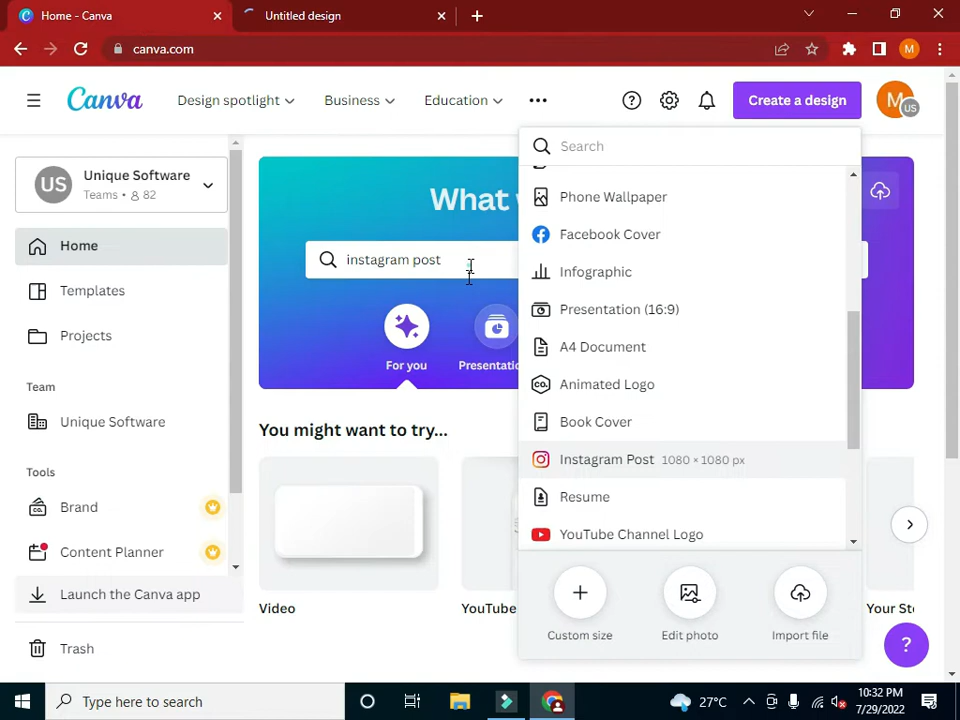 Home - Canva
Untitled design
canva.com
M
Canva
Design spotlight
Business
Education
Create a design
M
US
Search
US
Unique Software
Teams • 82
What
Phone Wallpaper
Facebook Cover
Home
instagram post
Infographic
Templates
Presentation (16:9)
Projects
A4 Document
For you
Presentatio
Animated Logo
Team
Unique Software
Book Cover
You might want to try...
Instagram Post 1080 × 1080 px
Tools
Resume
Brand
YouTube Channel Logo
Content Planner
Launch the Canva app
Video
YouTube
Your St
Custom size
Edit photo
Import file
Trash
Type here to search
27°C
10:32 PM
7/29/2022